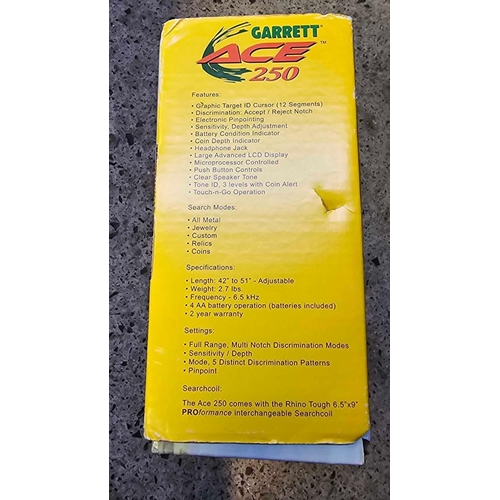 GARRETT
ACE™
250
Features:
• Graphic Target ID Cursor (12 Segments)
• Discrimination: Accept / Reject Notch
• Electronic Pinpointing
• Sensitivity, Depth Adjustment
• Battery Condition Indicator
• Coin Depth Indicator
• Headphone Jack
• Large Advanced LCD Display
• Microprocessor Controlled
• Push Button Controls
• Clear Speaker Tone
• Tone ID, 3 levels with Coin Alert
• Touch-n-Go Operation
Search Modes:
• All Metal
• Jewelry
• Custom
• Relics
• Coins
Specifications:
• Length: 42" to 51" - Adjustable
• Weight: 2.7 lbs.
• Frequency - 6.5 kHz
• 4 AA battery operation (batteries included)
• 2 year warranty
Settings:
• Full Range, Multi Notch Discrimination Modes
• Sensitivity / Depth
• Mode, 5 Distinct Discrimination Patterns
• Pinpoint
Searchcoil:
The Ace 250 comes with the Rhino Tough 6.5"x9"
PROformance interchangeable Searchcoil